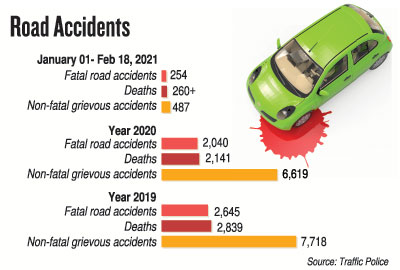 Road Accidents
January 01- Feb 18, 2021
Fatal road accidents 254
Deaths 260+
Non-fatal grievous accidents 487
Year 2020
Fatal road accidents 2,040
Deaths 2,141
Non-fatal grievous accidents 6,619
Year 2019
Fatal road accidents 2,645
Deaths 2,839
Non-fatal grievous accidents 7,718
Source: Traffic Police